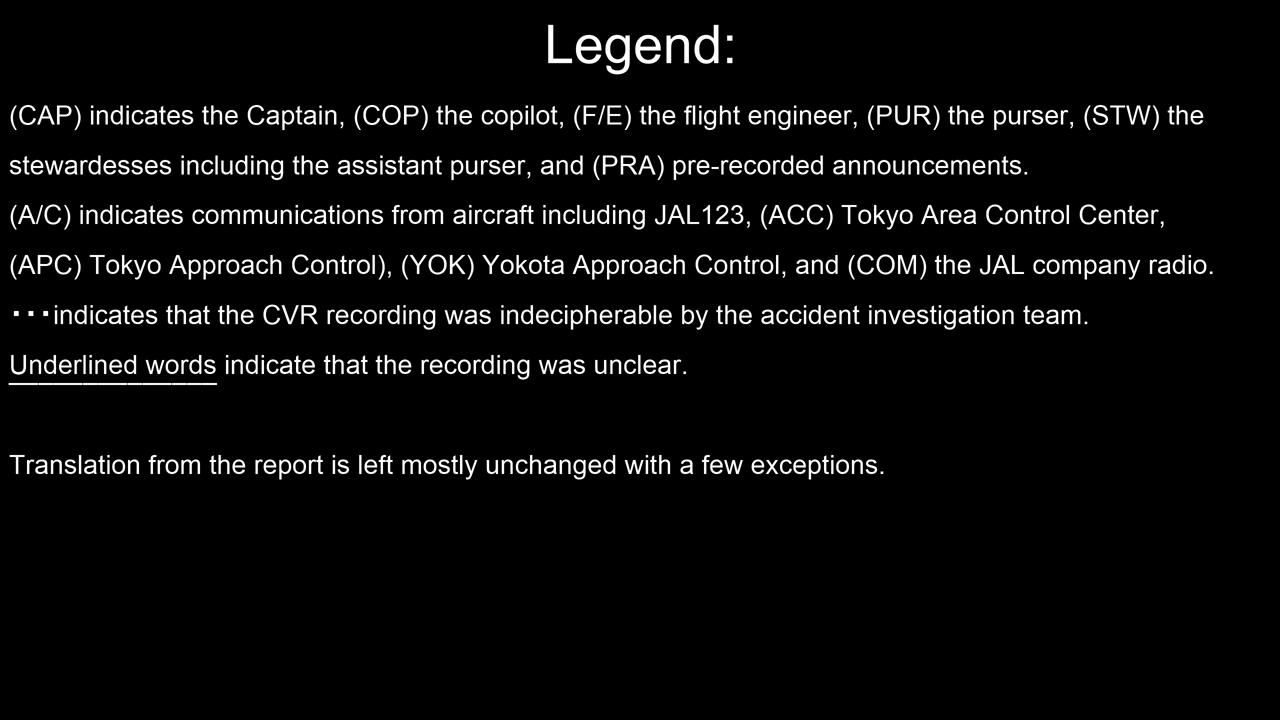 Legend:
(CAP) indicates the Captain, (COP) the copilot, (F/E) the flight engineer, (PUR) the purser, (STW) the
stewardesses including the assistant purser, and (PRA) pre-recorded announcements.
(A/C) indicates communications from aircraft including JAL123, (ACC) Tokyo Area Control Center,
(APC) Tokyo Approach Control), (YOK) Yokota Approach Control, and (COM) the JAL company radio.
･･･indicates that the CVR recording was indecipherable by the accident investigation team.
Underlined words indicate that the recording was unclear.
Translation from the report is left mostly unchanged with a few exceptions.